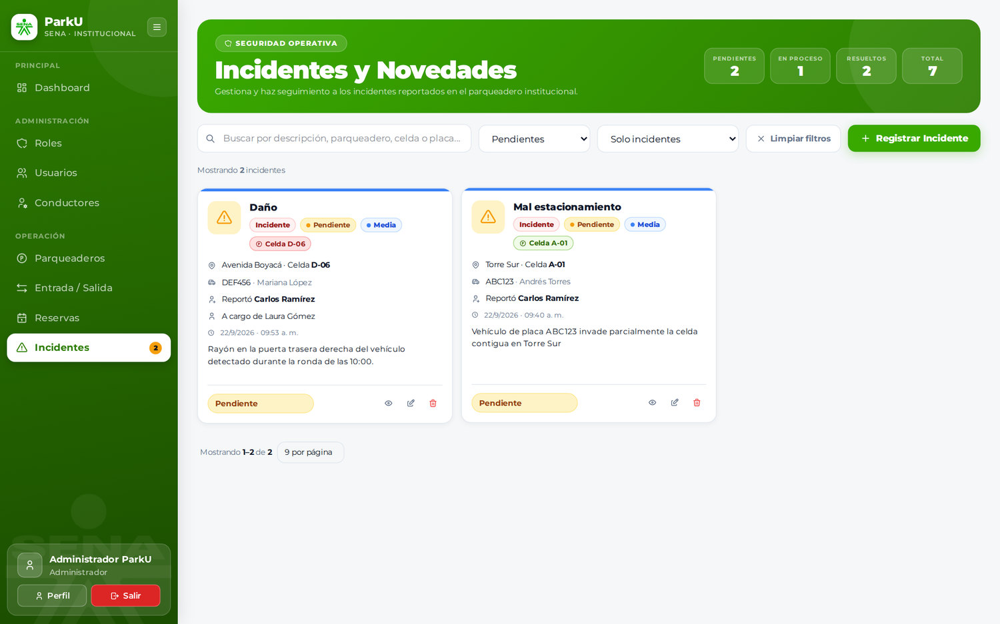 SENA
ParkU
SENA · INSTITUCIONAL
PRINCIPAL
Dashboard
ADMINISTRACIÓN
Roles
Usuarios
Conductores
OPERACIÓN
Parqueaderos
Entrada / Salida
Reservas
Incidentes 2
SENA
Administrador ParkU
Administrador
Perfil Salir
SEGURIDAD OPERATIVA
Incidentes y Novedades
Gestiona y haz seguimiento a los incidentes reportados en el parqueadero institucional.
PENDIENTES EN PROCESO RESUELTOS TOTAL
2 1 2 7
Buscar por descripción, parqueadero, celda o placa... Pendientes Solo incidentes Limpiar filtros Registrar Incidente
Mostrando 2 incidentes
Daño
Incidente Pendiente Media
Celda D-06
Avenida Boyacá · Celda D-06
DEF456 · Mariana López
Reportó Carlos Ramírez
A cargo de Laura Gómez
22/9/2026 · 09:53 a. m.
Rayón en la puerta trasera derecha del vehículo
detectado durante la ronda de las 10:00.
Pendiente
Mal estacionamiento
Incidente Pendiente Media
Celda A-01
Torre Sur · Celda A-01
ABC123 · Andrés Torres
Reportó Carlos Ramírez
22/9/2026 · 09:40 a. m.
Vehículo de placa ABC123 invade parcialmente la celda
contigua en Torre Sur
Pendiente
Mostrando 1–2 de 2 9 por página